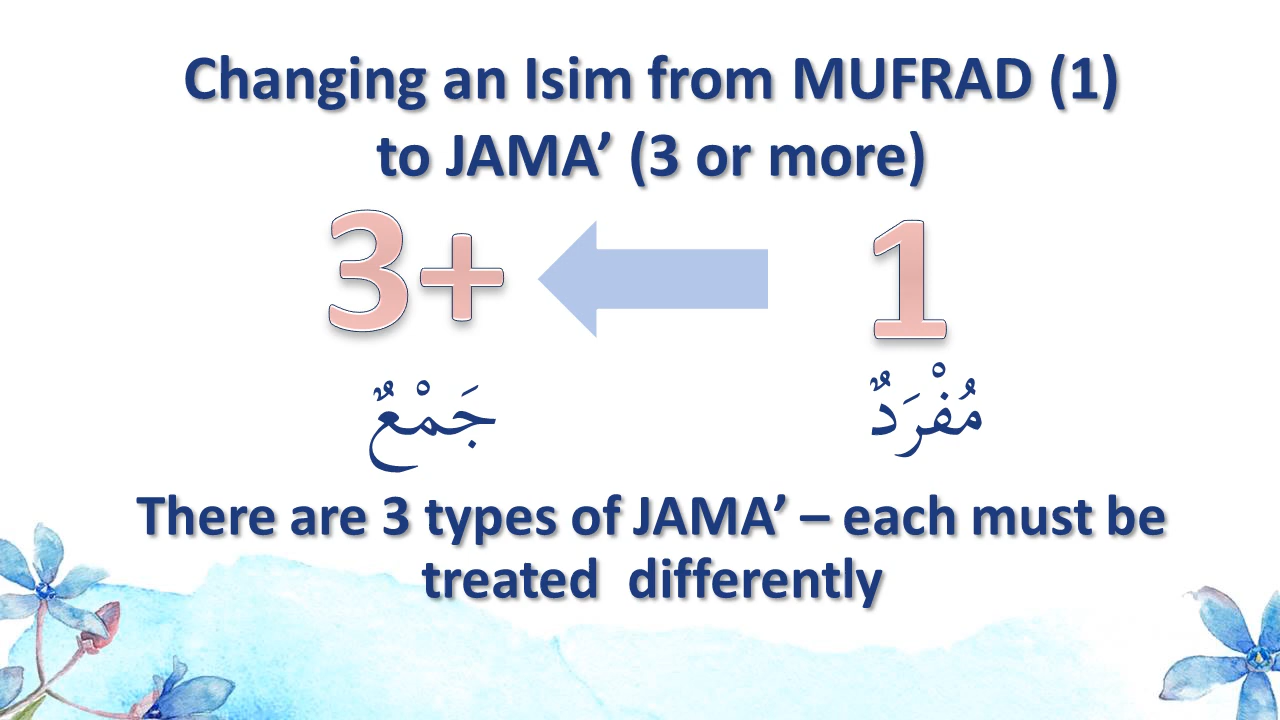 Changing an Isim from MUFRAD (1)
to JAMA’ (3 or more)
3+
1
جَمْعٌ
مُفْرَدٌ
There are 3 types of JAMA’ – each must be
treated differently